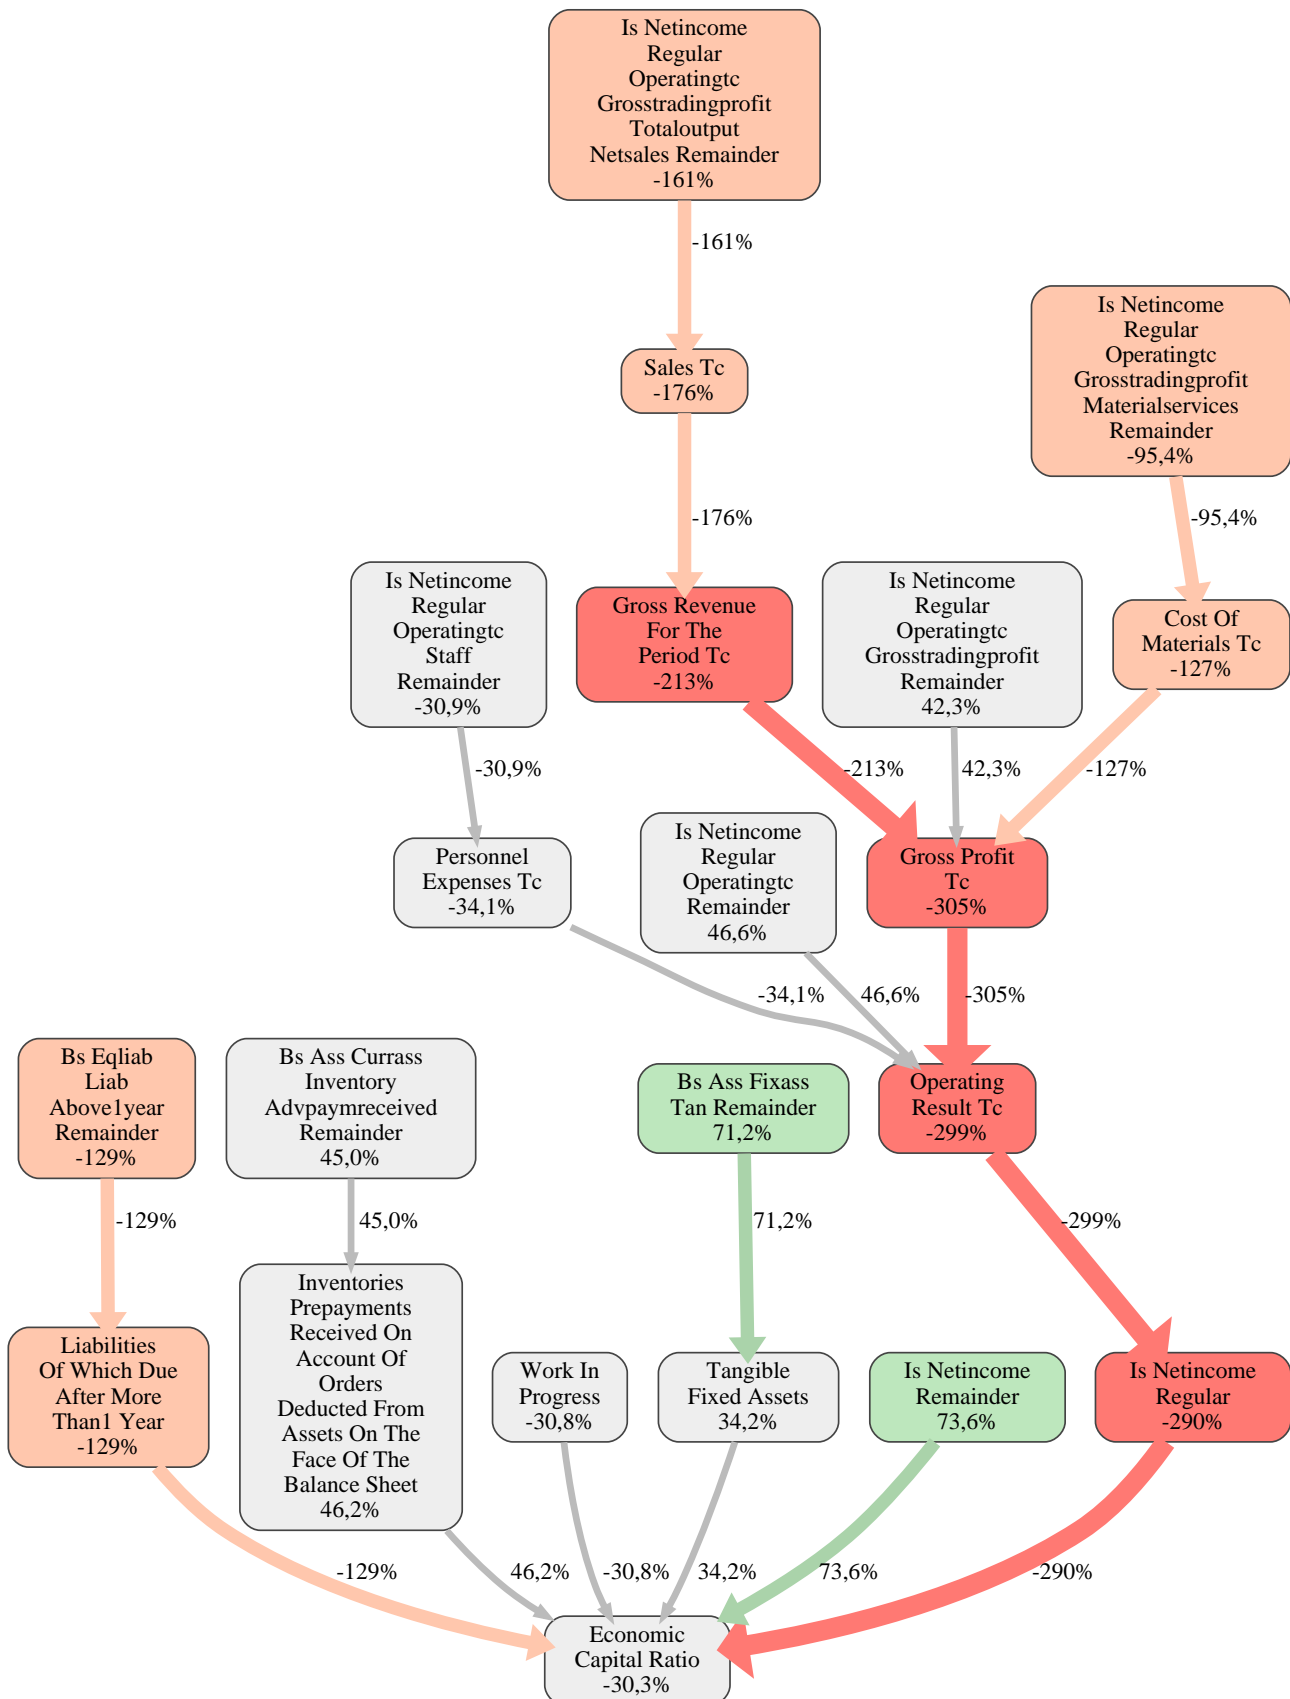 Is Netincome
Regular
Operatingtc
Grosstradingprofit
Totaloutput
Netsales Remainder
-161%
-161%
Is Netincome
Regular
Operatingtc
Grosstradingprofit
Materialservices
Remainder
-95,4%
Sales Tc
-176%
-176%
-95,4%
Is Netincome
Regular
Operatingtc
Staff
Remainder
-30,9%
Gross Revenue
For The
Period Tc
-213%
Is Netincome
Regular
Operatingtc
Grosstradingprofit
Remainder
42,3%
Cost Of
Materials Tc
-127%
-30,9%
-213%
42,3%
-127%
Personnel
Expenses Tc
-34,1%
Is Netincome
Regular
Operatingtc
Remainder
46,6%
Gross Profit
Tc
-305%
-34,1%
46,6%
-305%
Bs Eqliab
Liab
Above1year
Remainder
-129%
Bs Ass Currass
Inventory
Advpaymreceived
Remainder
45,0%
Bs Ass Fixass
Tan Remainder
71,2%
Operating
Result Tc
-299%
-129%
45,0%
71,2%
-299%
Liabilities
Of Which Due
After More
Than1 Year
-129%
Inventories
Prepayments
Received On
Account Of
Orders
Deducted From
Assets On The
Face Of The
Balance Sheet
46,2%
Work In
Progress
-30,8%
Tangible
Fixed Assets
34,2%
Is Netincome
Remainder
73,6%
Is Netincome
Regular
-290%
-129%
46,2%
-30,8%
34,2%
73,6%
-290%
Economic
Capital Ratio
-30,3%